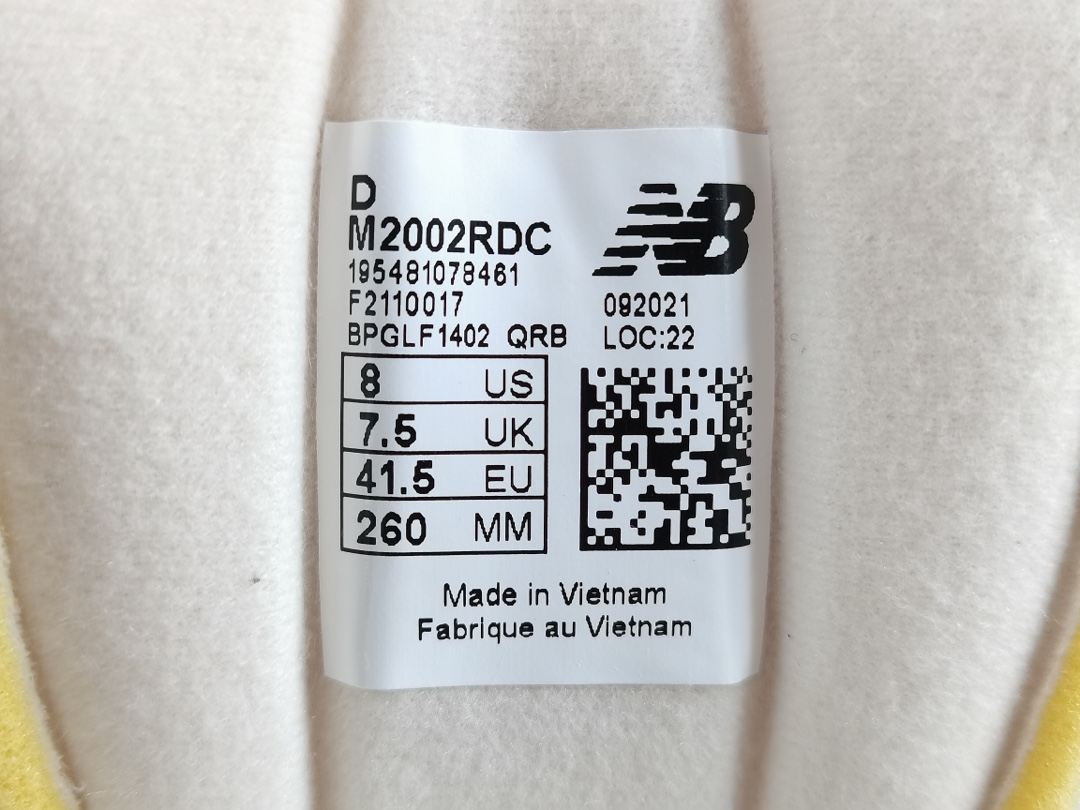 D
M2002RDC
195481078461
F2110017
092021
BPGLF1402 QRB
LOC:22
8 US
7.5 UK
41.5 EU
260 MM
NB
Made in Vietnam
Fabrique au Vietnam